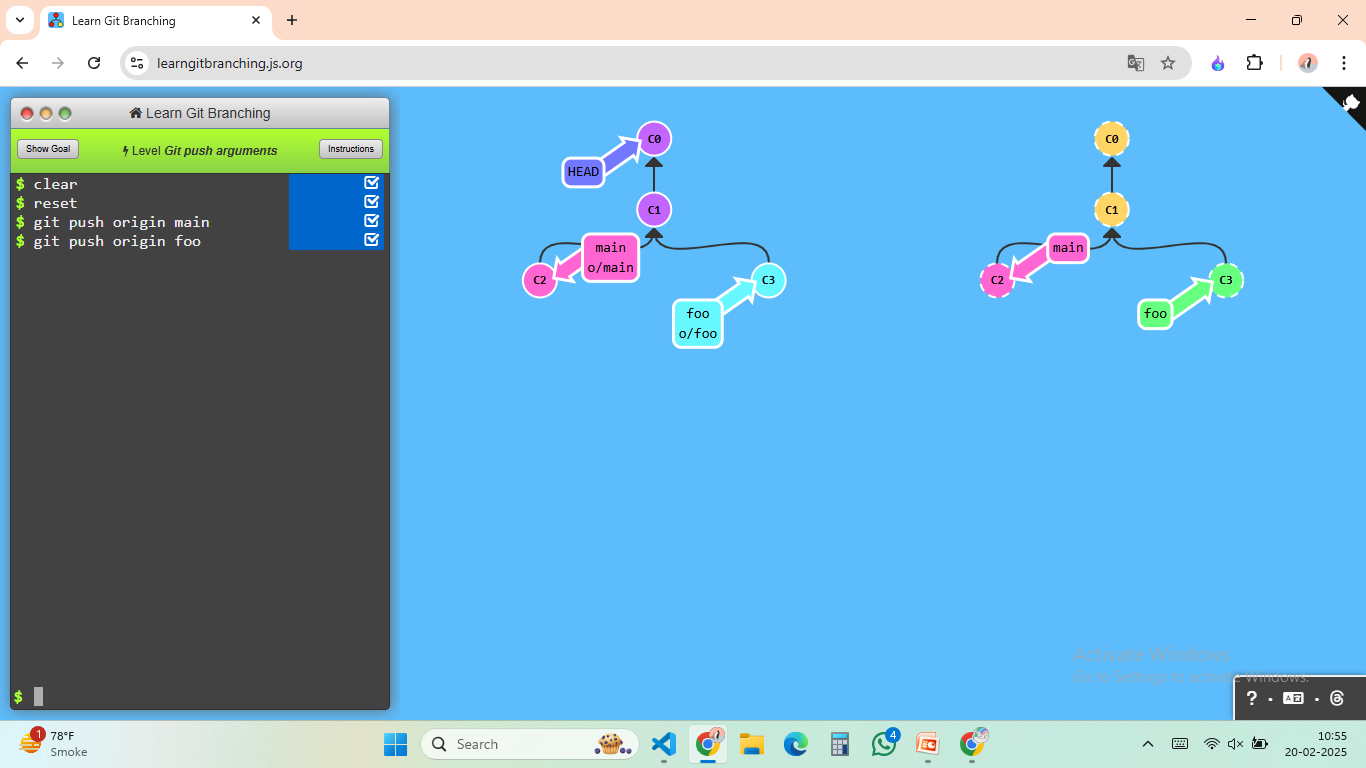 Learn Git Branching
learngitbranching.js.org
Learn Git Branching
Show Goal
Level Git push arguments
Instructions
$ clear
$ reset
$ git push origin main
$ git push origin foo
$
C0
HEAD
C1
main
o/main
C2
C3
foo
o/foo
C0
C1
main
C2
C3
foo
Activate Windows
Go to Settings to activate Windows.
?
1
78°F
Smoke
Search
4
10:55
20-02-2025